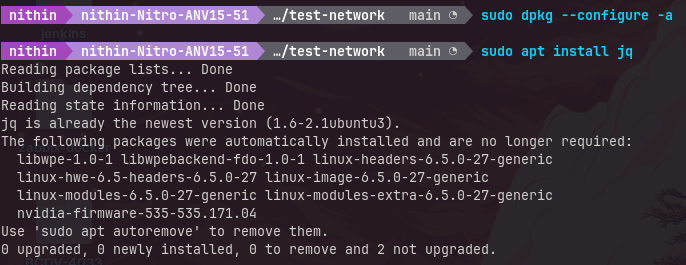 nithin nithin-Nitro-ANV15-51 …/test-network main sudo dpkg --configure -a
jenkins
nithin nithin-Nitro-ANV15-51 …/test-network main sudo apt install jq
Reading package lists... Done
Building dependency tree... Done
Reading state information... Done
jq is already the newest version (1.6-2.1ubuntu3).
The following packages were automatically installed and are no longer required:
  libwpe-1.0-1 libwpebackend-fdo-1.0-1 linux-headers-6.5.0-27-generic
  linux-hwe-6.5-headers-6.5.0-27 linux-image-6.5.0-27-generic
  linux-modules-6.5.0-27-generic linux-modules-extra-6.5.0-27-generic
  nvidia-firmware-535-535.171.04
Use 'sudo apt autoremove' to remove them.
0 upgraded, 0 newly installed, 0 to remove and 2 not upgraded.